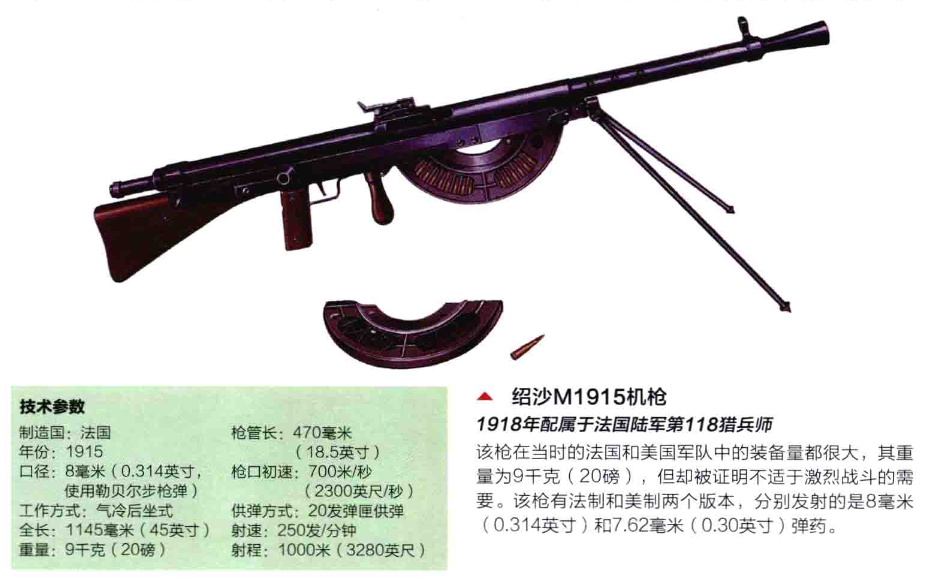 技术参数
制造国：法国
年份：1915
口径：8毫米（0.314英寸，
使用勒贝尔步枪弹）
工作方式：气冷后坐式
全长：1145毫米（45英寸）
重量：9千克（20磅）
枪管长：470毫米
（18.5英寸）
枪口初速：700米/秒
（2300英尺/秒）
供弹方式：20发弹匣供弹
射速：250发/分钟
射程：1000米（3280英尺）
绍沙M1915机枪
1918年配属于法国陆军第118猎兵师
该枪在当时的法国和美国军队中的装备量都很大，其重
量为9千克（20磅），但却被证明不适于激烈战斗的需
要。该枪有法制和美制两个版本，分别发射的是8毫米
（0.314英寸）和7.62毫米（0.30英寸）弹药。